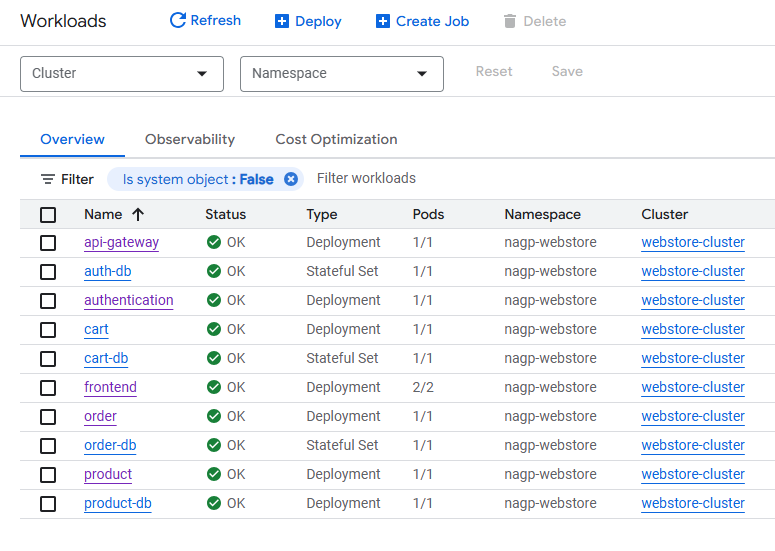 Workloads Refresh Deploy Create Job Delete
Cluster Namespace Reset Save
Overview Observability Cost Optimization
Filter Is system object : False Filter workloads
Name Status Type Pods Namespace Cluster
api-gateway OK Deployment 1/1 nagp-webstore webstore-cluster
auth-db OK Stateful Set 1/1 nagp-webstore webstore-cluster
authentication OK Deployment 1/1 nagp-webstore webstore-cluster
cart OK Deployment 1/1 nagp-webstore webstore-cluster
cart-db OK Stateful Set 1/1 nagp-webstore webstore-cluster
frontend OK Deployment 2/2 nagp-webstore webstore-cluster
order OK Deployment 1/1 nagp-webstore webstore-cluster
order-db OK Stateful Set 1/1 nagp-webstore webstore-cluster
product OK Deployment 1/1 nagp-webstore webstore-cluster
product-db OK Deployment 1/1 nagp-webstore webstore-cluster